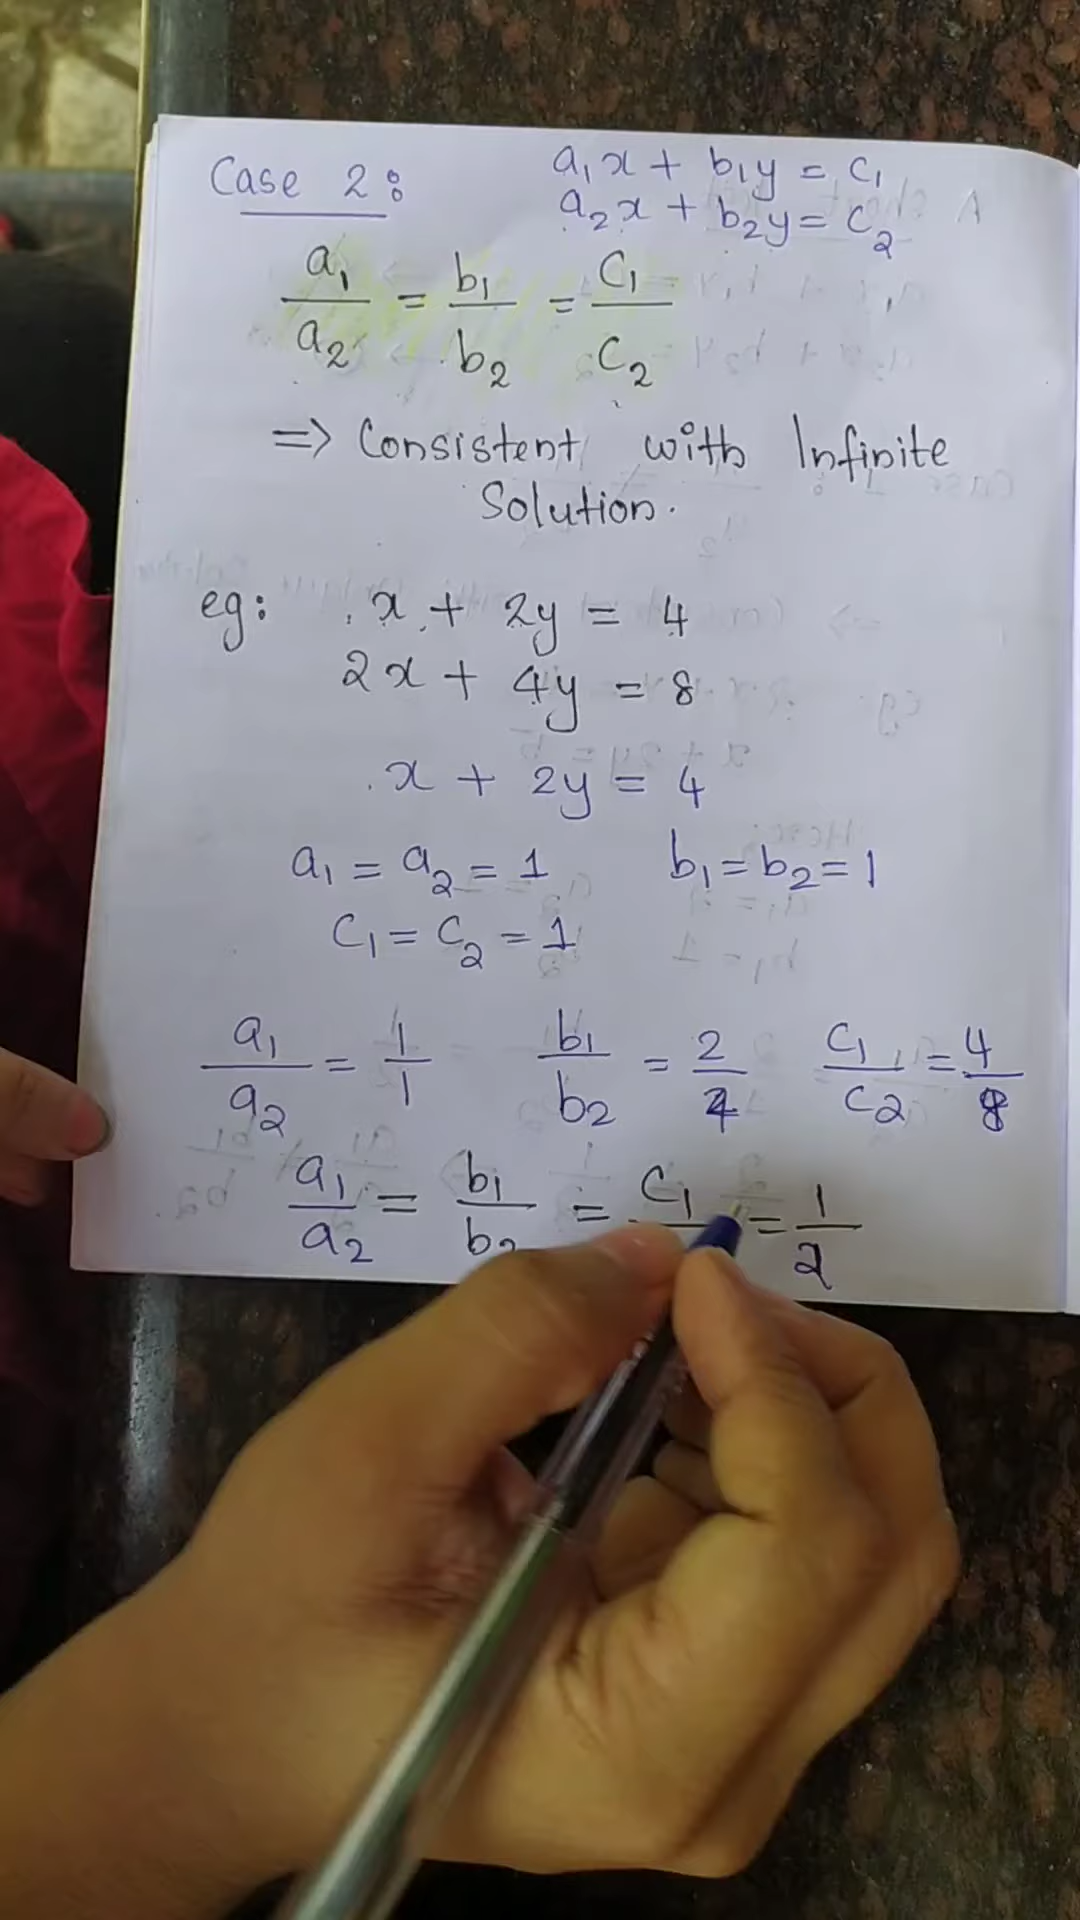 Case 2: a₁x + b₁y = c₁
a₂x + b₂y = c₂
a₁/a₂ = b₁/b₂ = c₁/c₂
=> Consistent with Infinite
Solution.
eg: x + 2y = 4
2x + 4y = 8
x + 2y = 4
a₁ = a₂ = 1 b₁ = b₂ = 1
c₁ = c₂ = 1
a₁/a₂ = 1/1 b₁/b₂ = 2/4 c₁/c₂ = 4/8
a₁/a₂ = b₁/b₂ = c₁ = 1/2